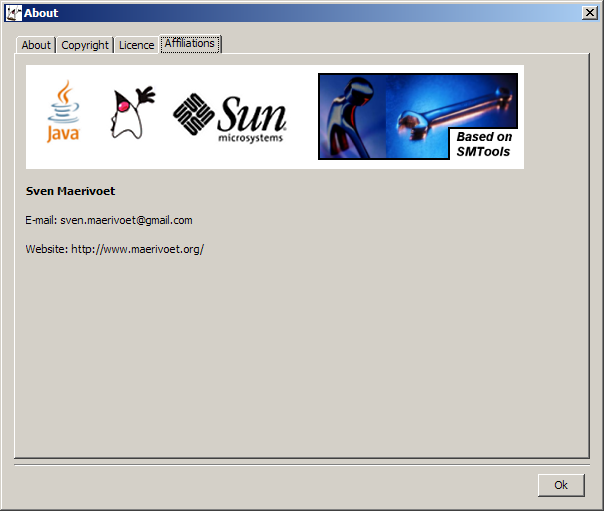 About
About
Copyright
Licence
Affiliations
Java
Sun
microsystems
Based on
SMTools
Sven Maerivoet
E-mail: sven.maerivoet@gmail.com
Website: http://www.maerivoet.org/
Ok